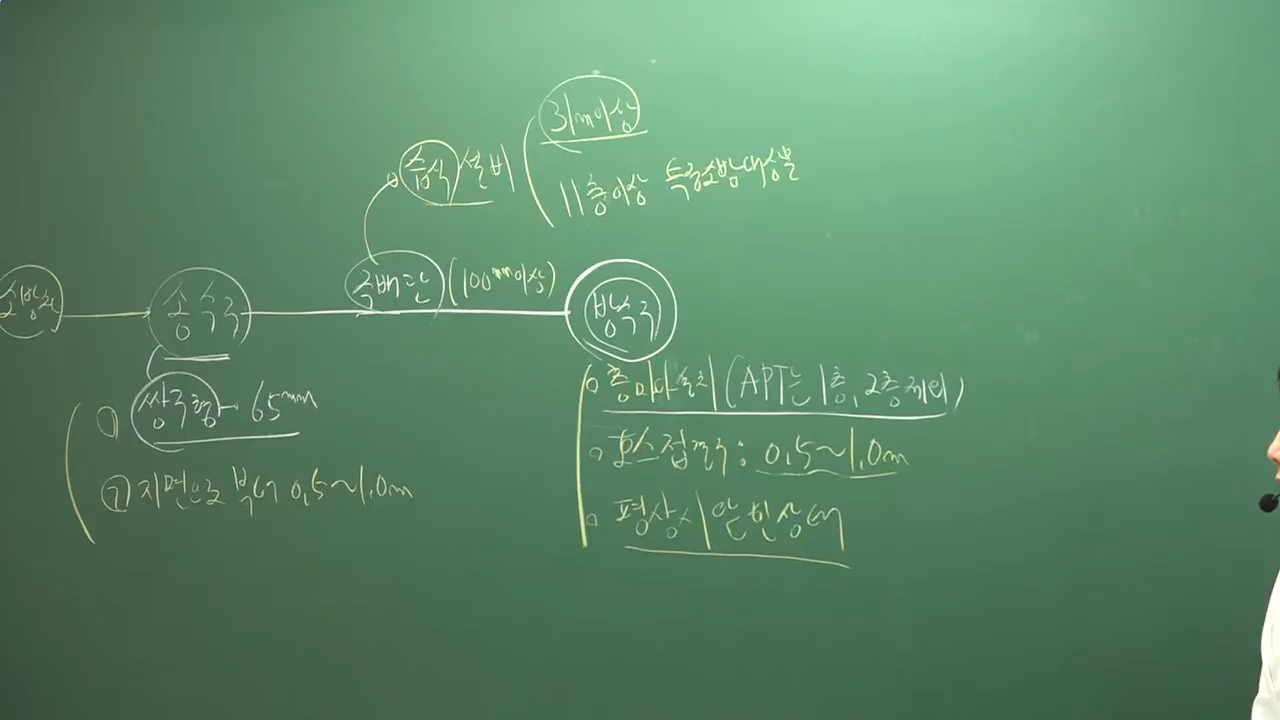 31m이상
습식설비
11층이상 특정소방대상물
소방차
송수구
주배관 (100mm이상)
방수구
① 쌍구형 - 65mm
② 지면으로 부터 0.5~1.0m
○ 층마다 설치 (APT는 1층, 2층 제외)
○ 호스접결구 : 0.5~1.0m
○ 평상시 닫힌상태